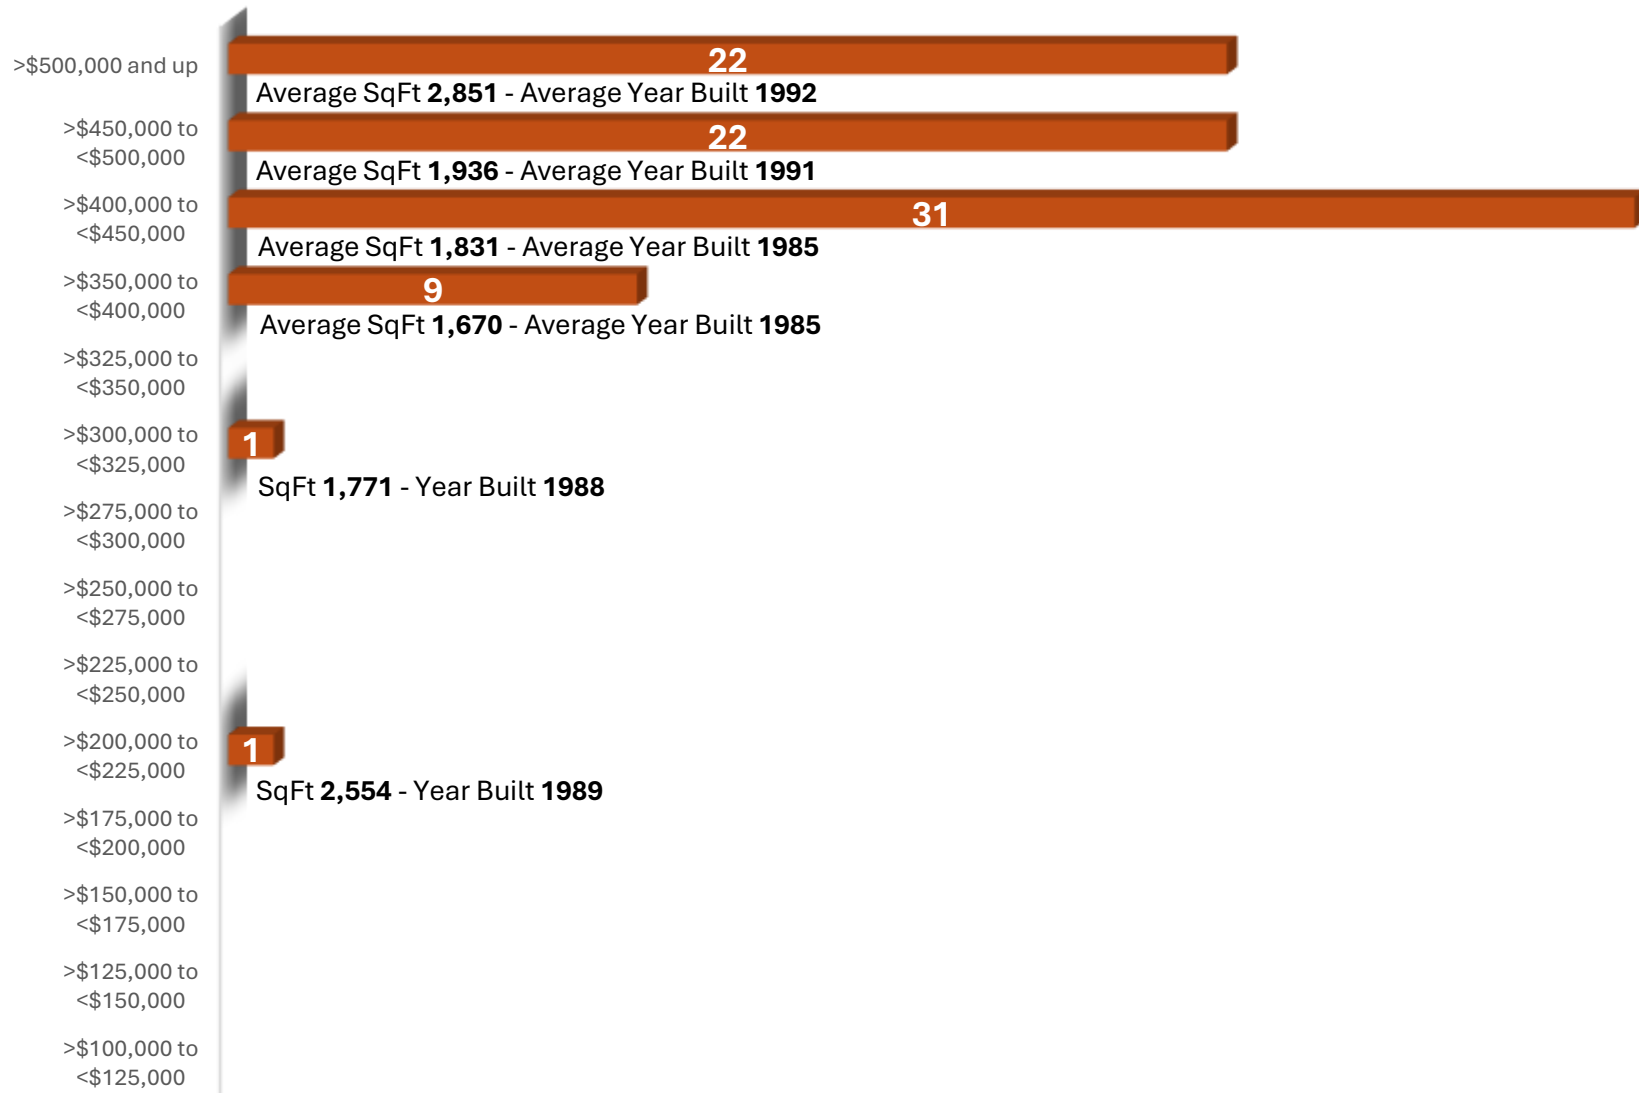 >$500,000 and up
22
Average SqFt 2,851 - Average Year Built 1992
>$450,000 to
<$500,000
22
Average SqFt 1,936 - Average Year Built 1991
>$400,000 to
<$450,000
31
Average SqFt 1,831 - Average Year Built 1985
>$350,000 to
<$400,000
9
Average SqFt 1,670 - Average Year Built 1985
>$325,000 to
<$350,000
>$300,000 to
<$325,000
1
SqFt 1,771 - Year Built 1988
>$275,000 to
<$300,000
>$250,000 to
<$275,000
>$225,000 to
<$250,000
>$200,000 to
<$225,000
1
SqFt 2,554 - Year Built 1989
>$175,000 to
<$200,000
>$150,000 to
<$175,000
>$125,000 to
<$150,000
>$100,000 to
<$125,000